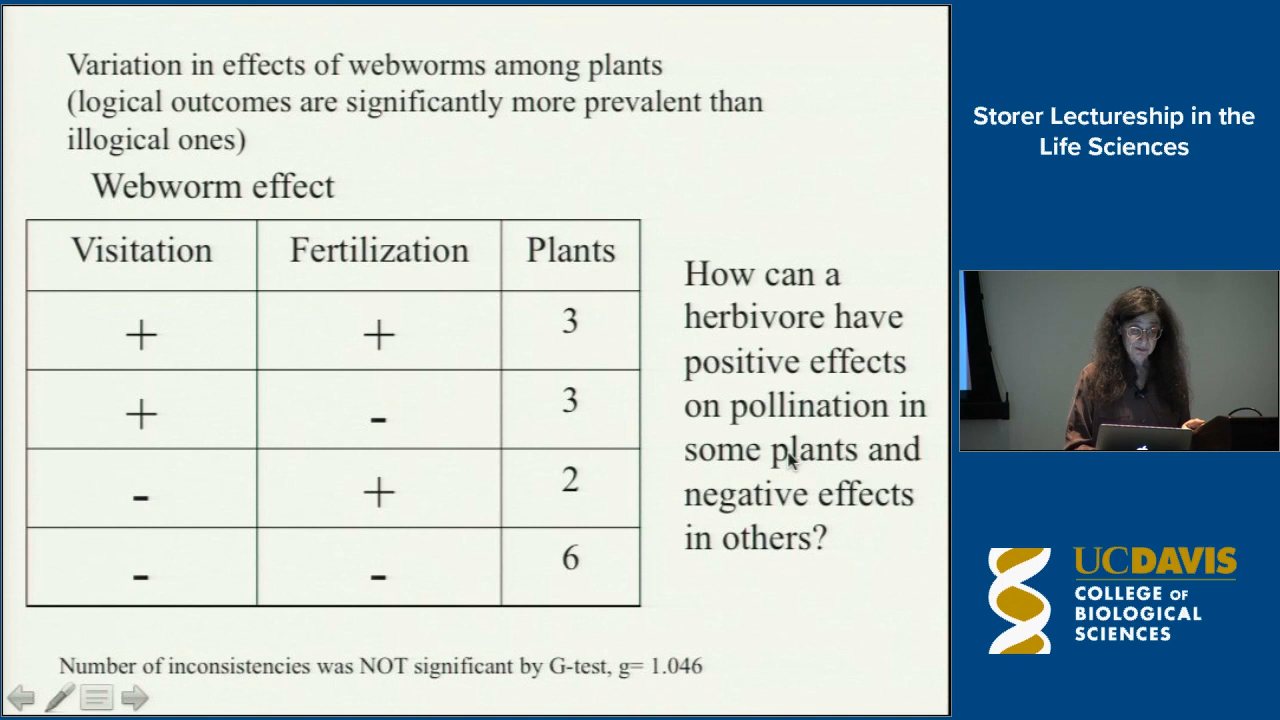 Variation in effects of webworms among plants
(logical outcomes are significantly more prevalent than
illogical ones)
Webworm effect
Visitation Fertilization Plants
+ + 3
+ - 3
- + 2
- - 6
How can a
herbivore have
positive effects
on pollination in
some plants and
negative effects
in others?
Number of inconsistencies was NOT significant by G-test, g= 1.046
Storer Lectureship in the
Life Sciences
UCDAVIS
COLLEGE OF
BIOLOGICAL
SCIENCES